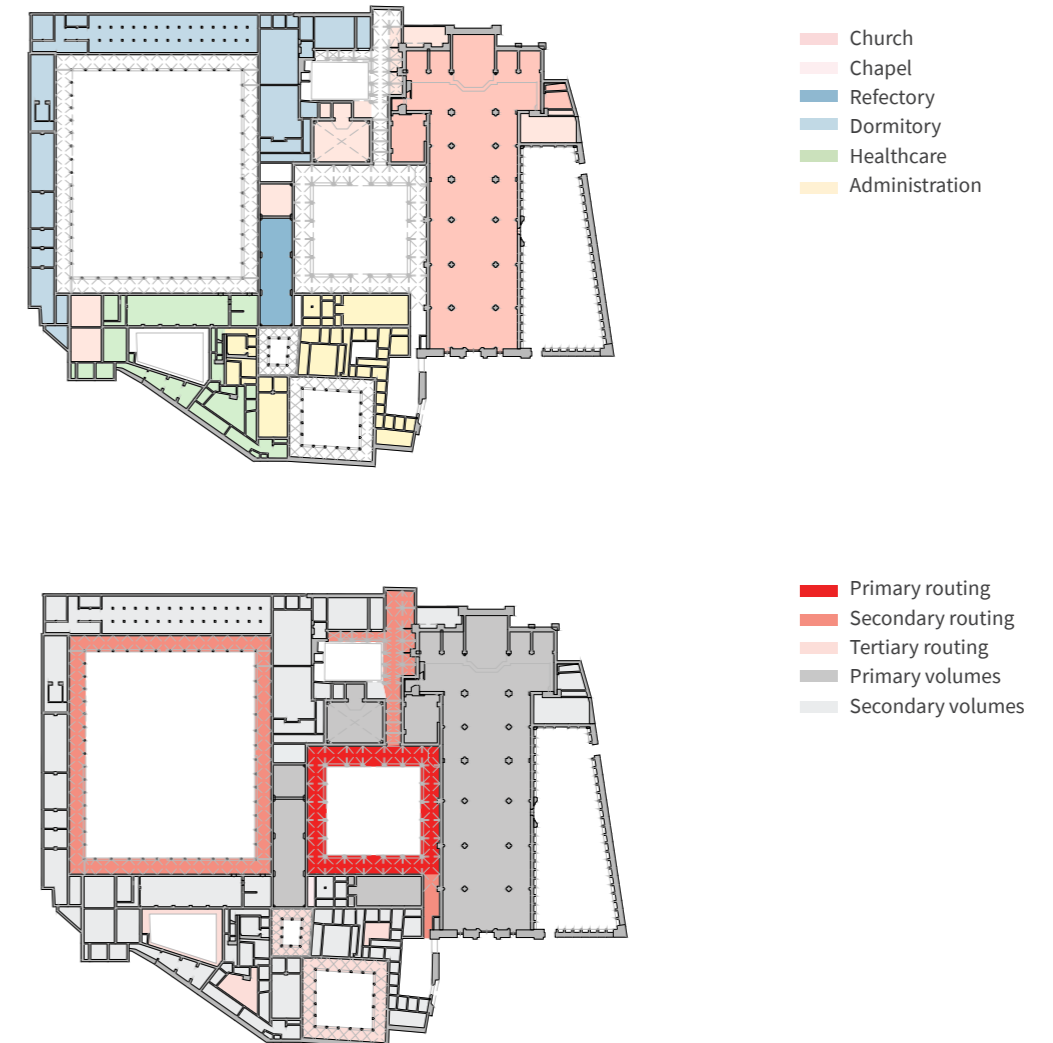 Church
Chapel
Refectory
Dormitory
Healthcare
Administration
Primary routing
Secondary routing
Tertiary routing
Primary volumes
Secondary volumes